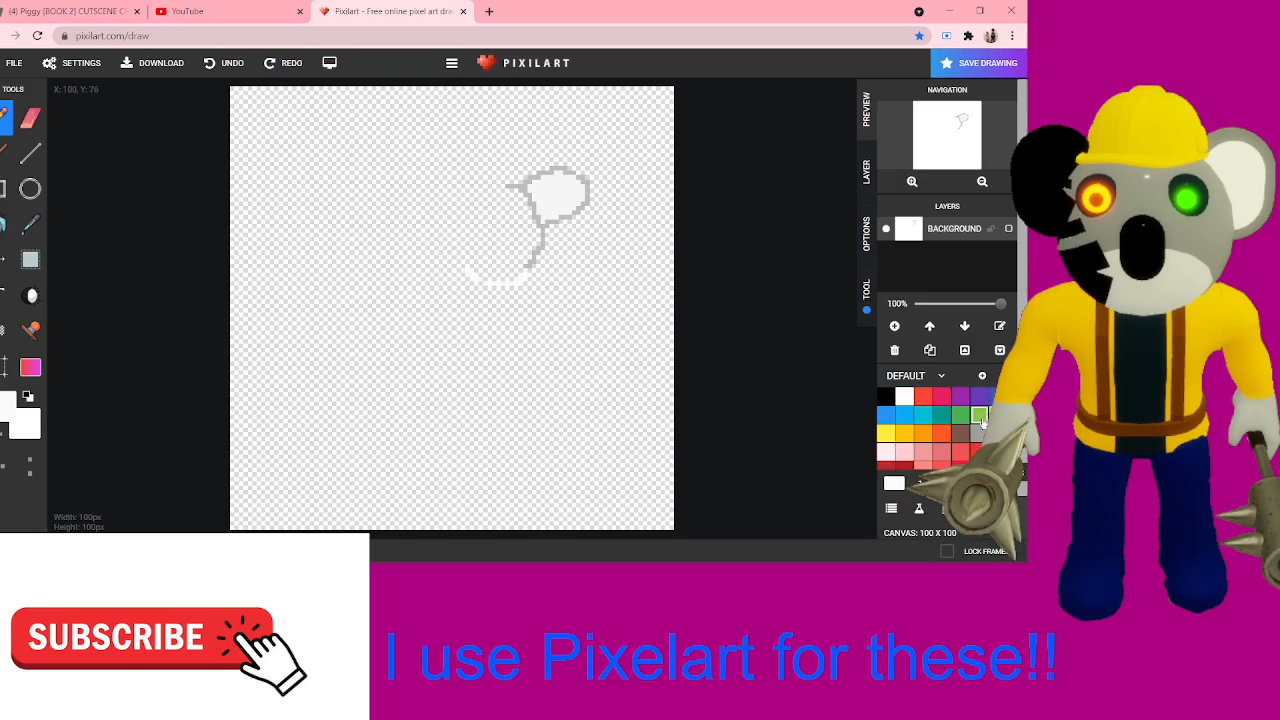 (4) Piggy [BOOK 2] CUTSCENE C
YouTube
Pixilart - Free online pixel art dra
pixilart.com/draw
FILE
SETTINGS
DOWNLOAD
UNDO
REDO
PIXILART
SAVE DRAWING
TOOLS
X: 100, Y: 76
NAVIGATION
PREVIEW
LAYER
OPTIONS
TOOL
LAYERS
BACKGROUND
100%
DEFAULT
Width: 100px
Height: 100px
CANVAS: 100 X 100
LOCK FRAME
SUBSCRIBE
I use Pixelart for these!!